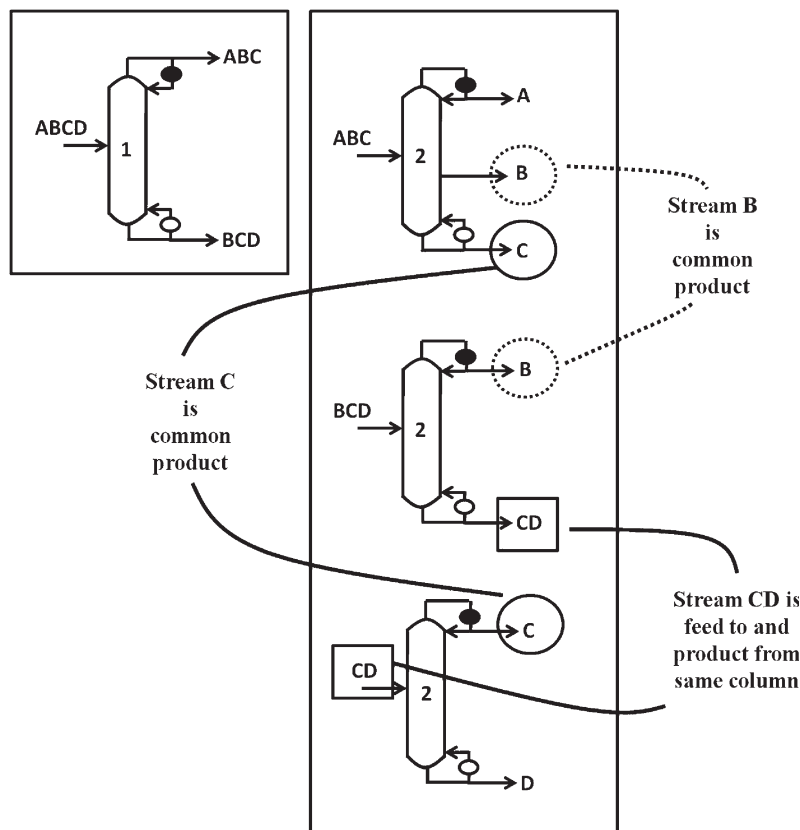 ABC
ABCD
1
BCD
A
ABC
2
B
C
Stream B
is
common
product
B
BCD
2
CD
Stream C
is
common
product
C
CD
2
D
Stream CD is
feed to and
product from
same column